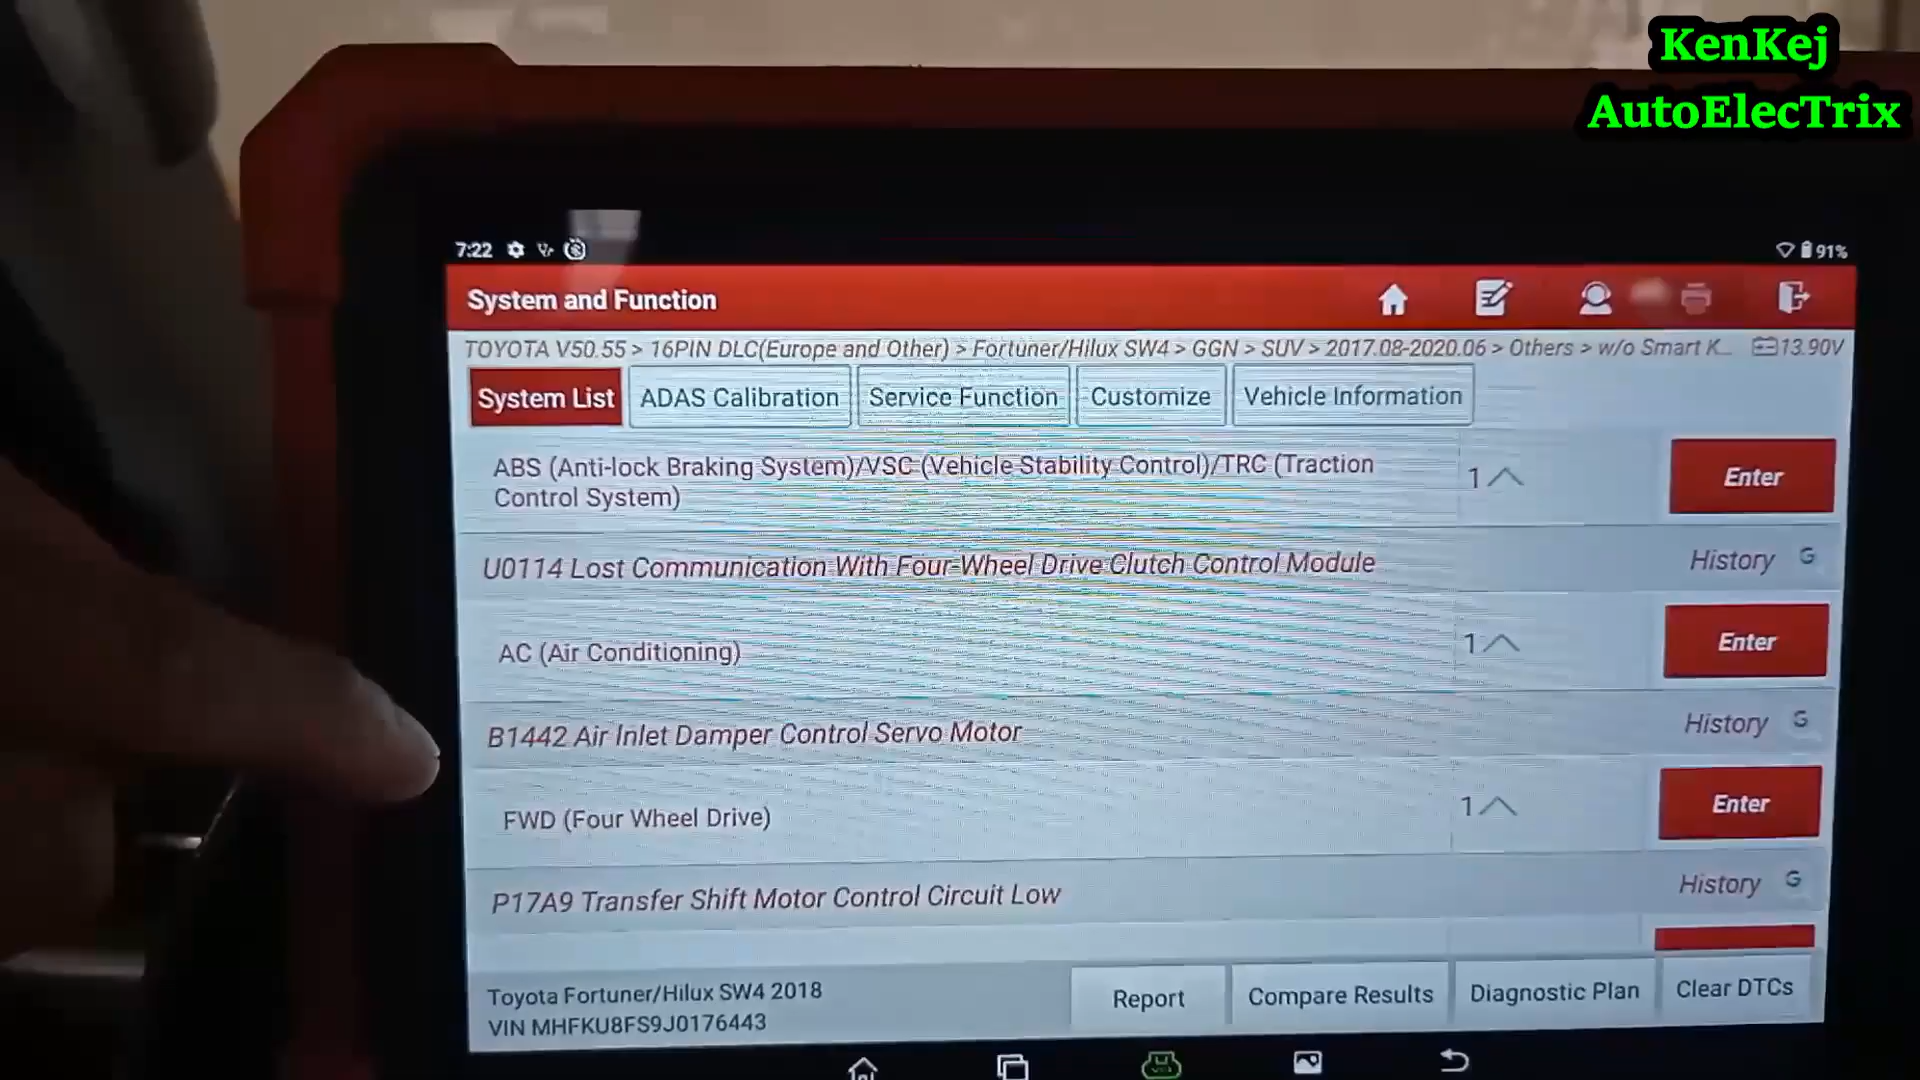 KenKej
AutoElecTrix
7:22
91%
System and Function
TOYOTA V50.55 > 16PIN DLC(Europe and Other) > Fortuner/Hilux SW4 > GGN > SUV > 2017.08-2020.06 > Others > w/o Smart K... 13.90V
System List ADAS Calibration Service Function Customize Vehicle Information
ABS (Anti-lock Braking System)/VSC (Vehicle Stability Control)/TRC (Traction
Control System)
1
Enter
U0114 Lost Communication With Four-Wheel Drive Clutch Control Module
History G
AC (Air Conditioning)
1
Enter
B1442 Air Inlet Damper Control Servo Motor
History G
FWD (Four Wheel Drive)
1
Enter
P17A9 Transfer Shift Motor Control Circuit Low
History G
Toyota Fortuner/Hilux SW4 2018
VIN MHFKU8FS9J0176443
Report Compare Results Diagnostic Plan Clear DTCs